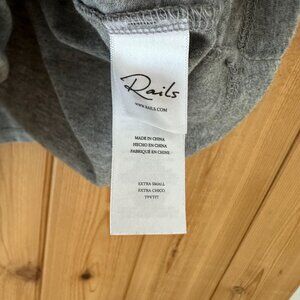 Rails
WWW.RAILS.COM
MADE IN CHINA
HECHO EN CHINA
FABRIQUÉ EN CHINE
EXTRA SMALL
EXTRA CHICO
TPETIT